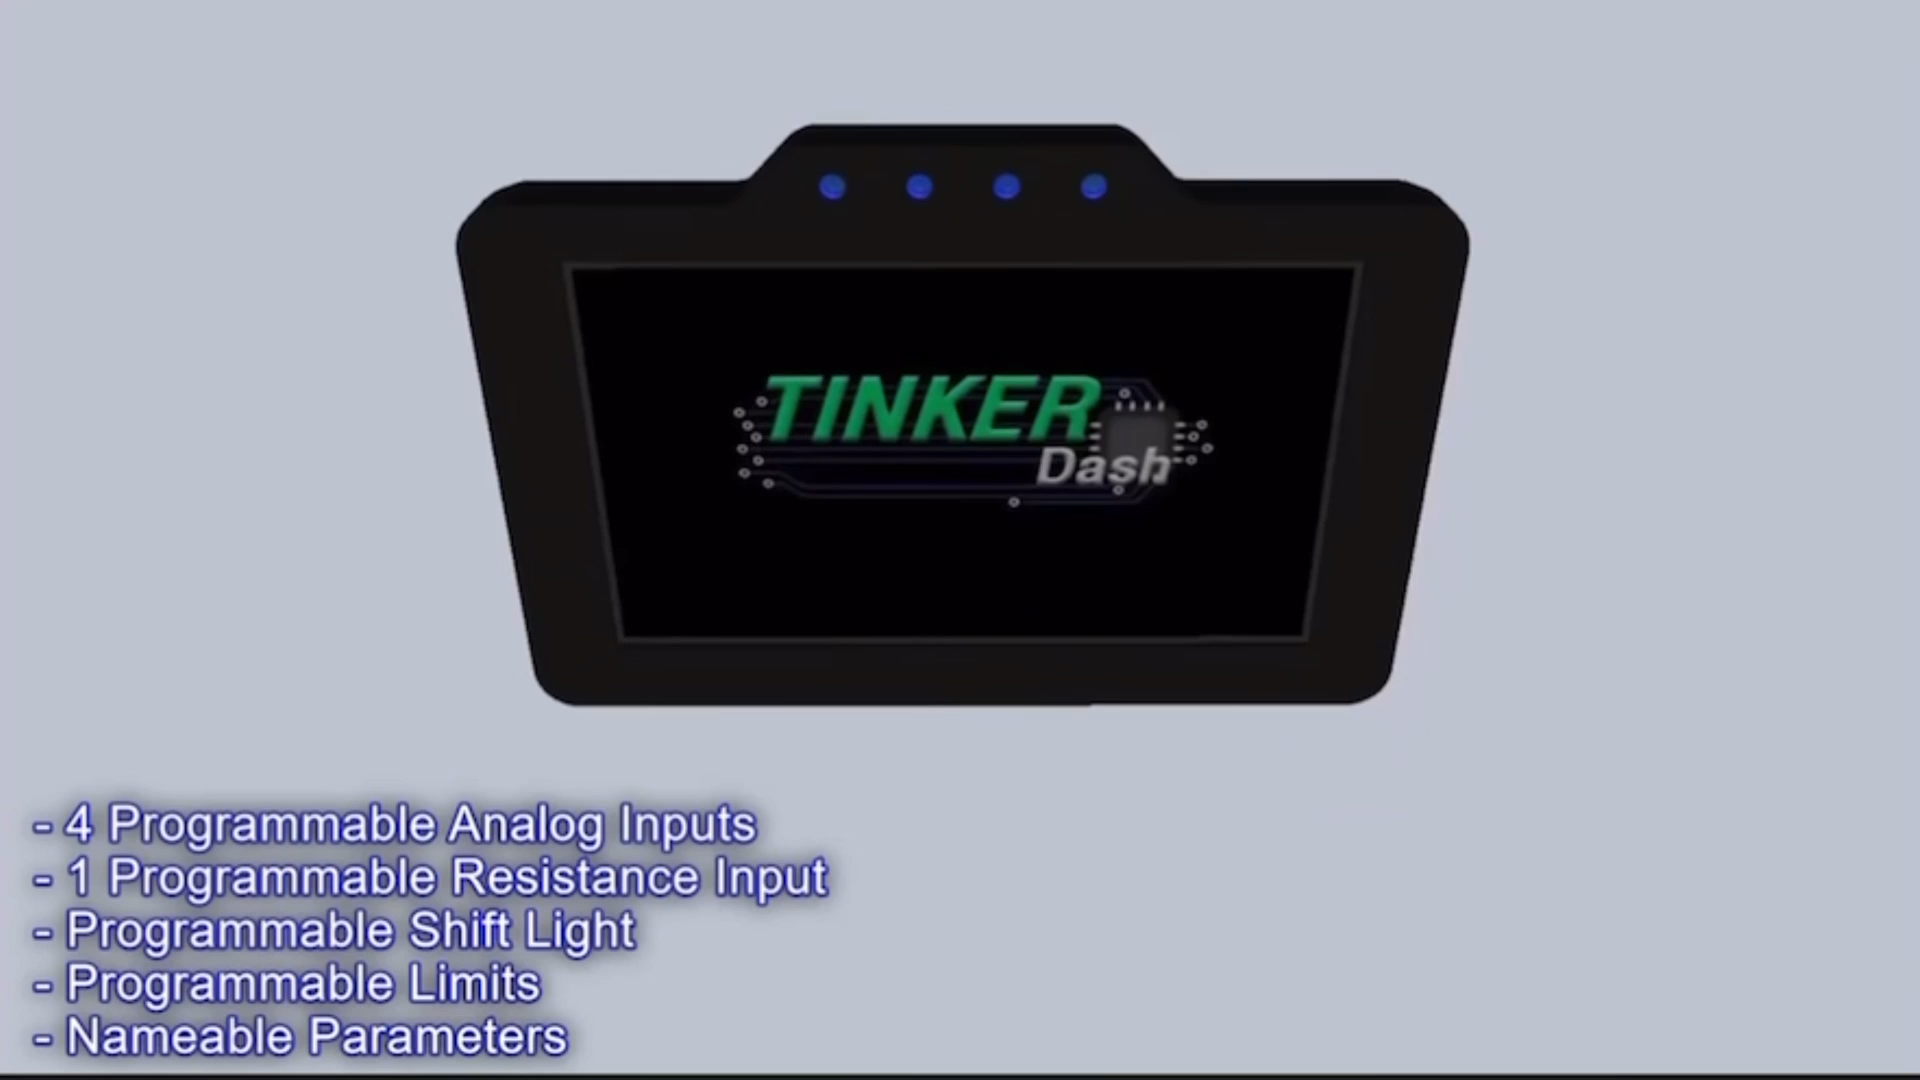 TINKER
Dash
- 4 Programmable Analog Inputs
- 1 Programmable Resistance Input
- Programmable Shift Light
- Programmable Limits
- Nameable Parameters